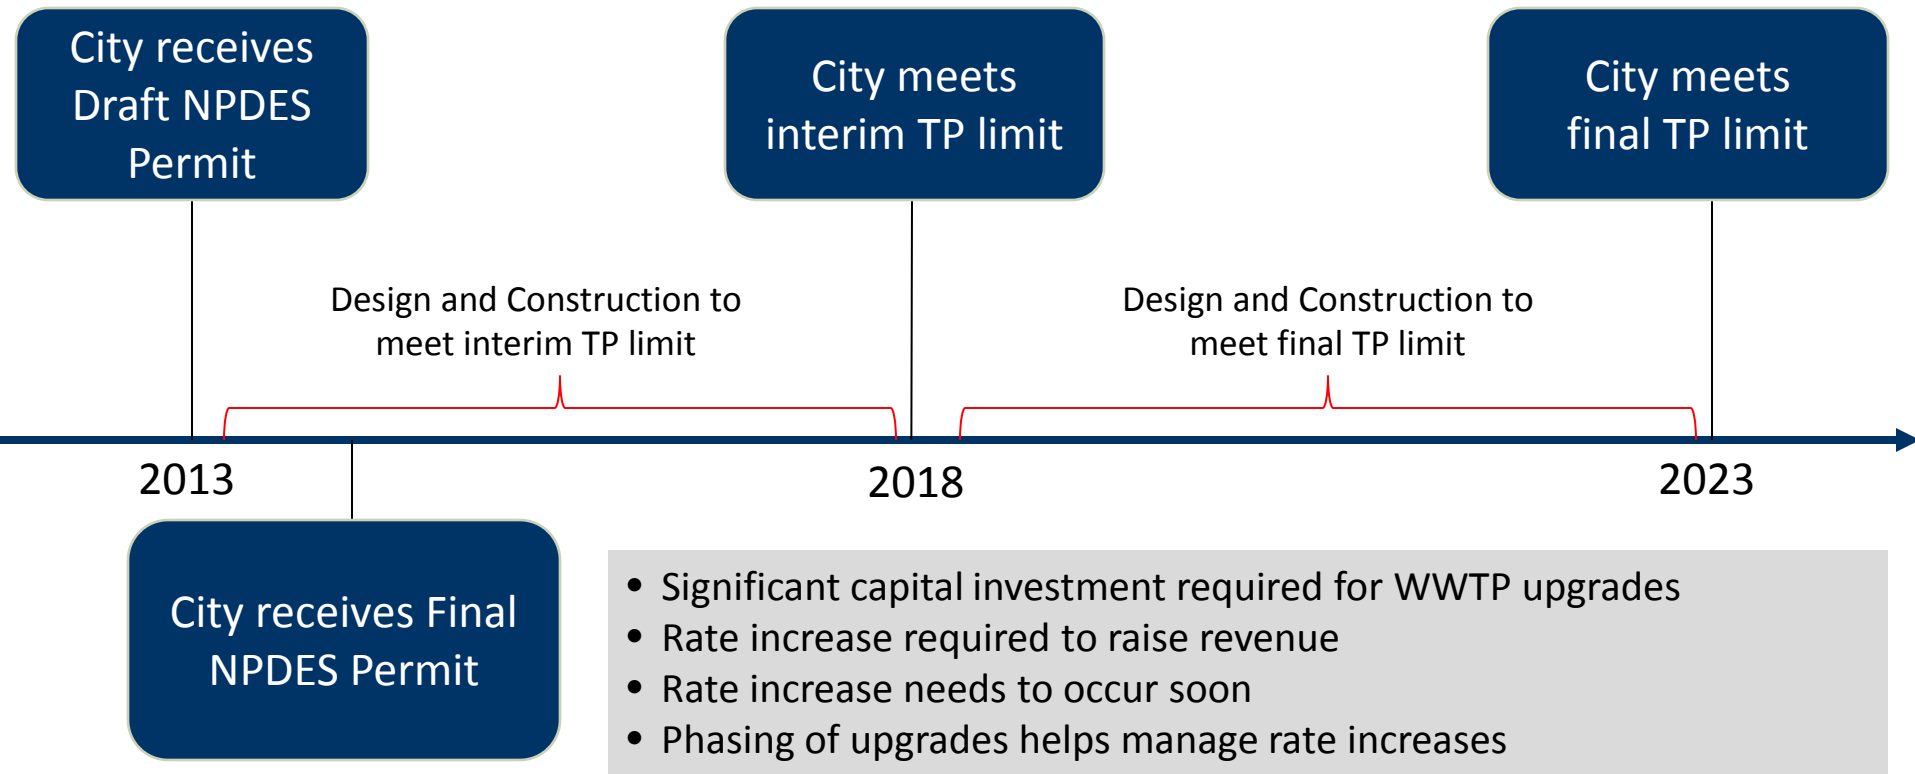 City receives
Draft NPDES
Permit
City meets
interim TP limit
City meets
final TP limit
Design and Construction to
meet interim TP limit
Design and Construction to
meet final TP limit
2013
2018
2023
City receives Final
NPDES Permit
• Significant capital investment required for WWTP upgrades
• Rate increase required to raise revenue
• Rate increase needs to occur soon
• Phasing of upgrades helps manage rate increases